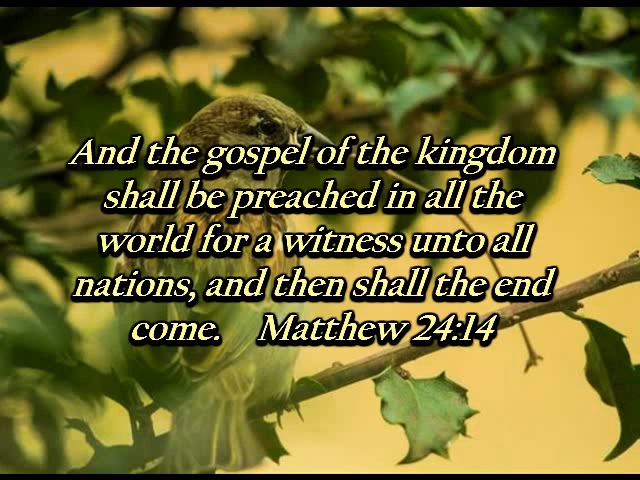 And the gospel of the kingdom
shall be preached in all the
world for a witness unto all
nations, and then shall the end
come. Matthew 24:14